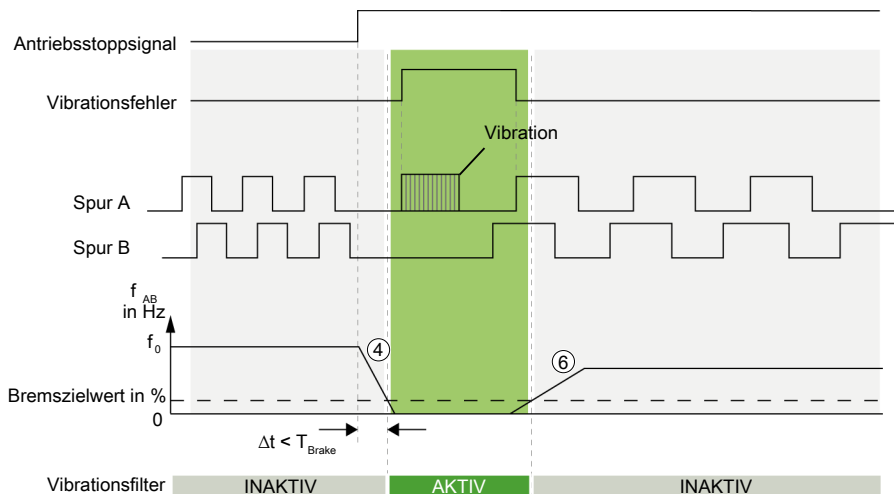 Antriebsstoppsignal
Vibrationsfehler
Vibration
Spur A
Spur B
f AB
in Hz
f0
4
6
Bremszielwert in %
0
Δt < TBrake
Vibrationsfilter
INAKTIV
AKTIV
INAKTIV